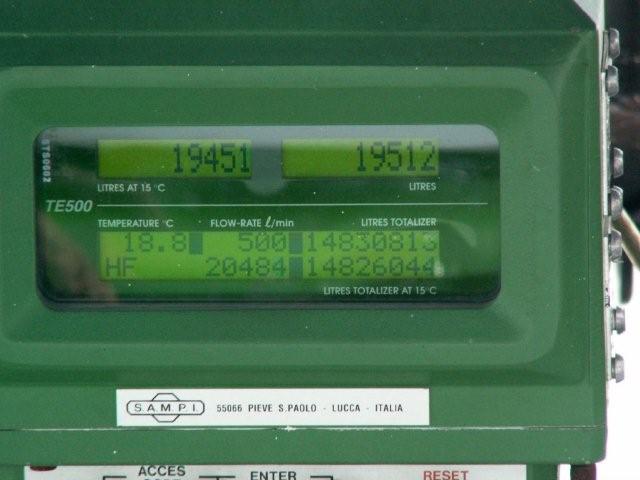 STS0602
19451 19512
LITRES AT 15 °C LITRES
TE500
TEMPERATURE °C FLOW-RATE ℓ/min LITRES TOTALIZER
18.8 500 14830813
HF 20484 14826044
LITRES TOTALIZER AT 15°C
S.A.M.P.I. 55066 PIEVE S.PAOLO - LUCCA - ITALIA
ACCES ENTER RESET